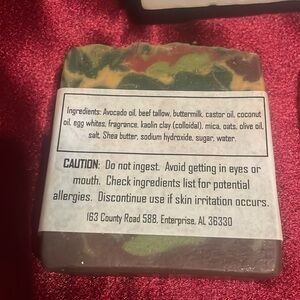 Ingredients: Avocado oil, beef tallow, buttermilk, castor oil, coconut
oil, egg whites, fragrance, kaolin clay (colloidal), mica, oats, olive oil,
salt, Shea butter, sodium hydroxide, sugar, water.
CAUTION: Do not ingest. Avoid getting in eyes or
mouth. Check ingredients list for potential
allergies. Discontinue use if skin irritation occurs.
163 County Road 588, Enterprise, AL 36330